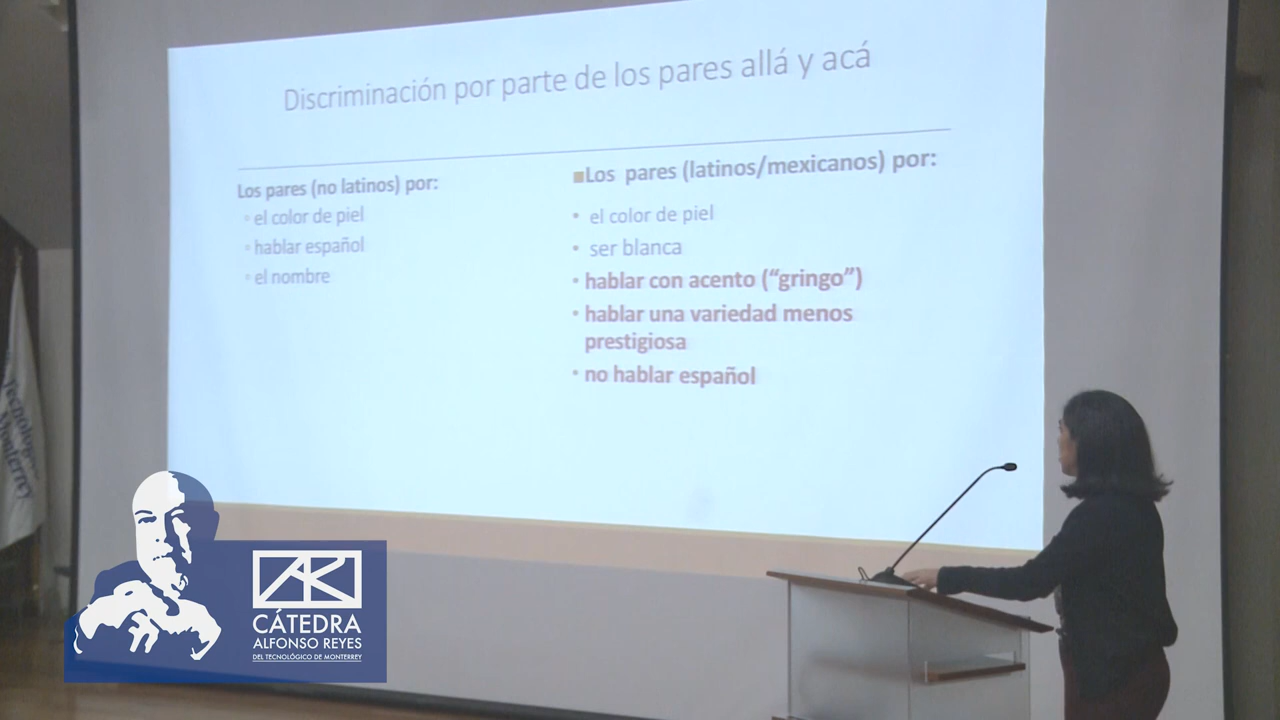 Discriminación por parte de los pares allá y acá
Los pares (no latinos) por:
el color de piel
hablar español
el nombre
Los pares (latinos/mexicanos) por:
• el color de piel
• ser blanca
• hablar con acento (“gringo”)
• hablar una variedad menos
prestigiosa
• no hablar español
Tecnológico
Monterrey
CÁTEDRA
ALFONSO REYES
DEL TECNOLÓGICO DE MONTERREY